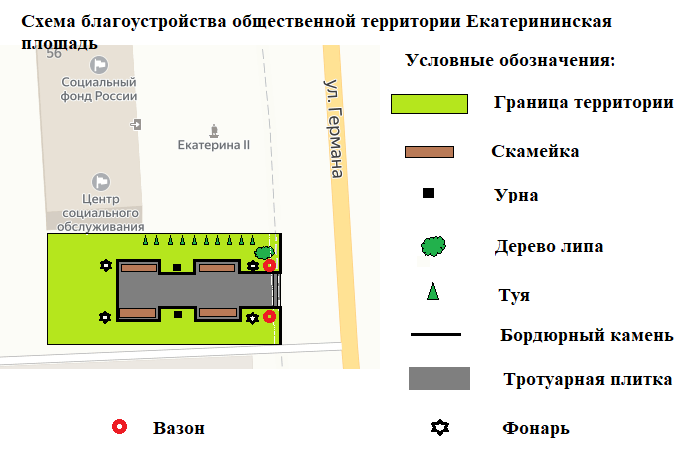 Схема благоустройства общественной территории Екатерининская
площадь
Условные обозначения:
56
Социальный
фонд России
Екатерина II
ул. Германа
Центр
социального
обслуживания
Граница территории
Скамейка
Урна
Дерево липа
Туя
Бордюрный камень
Тротуарная плитка
Вазон
Фонарь